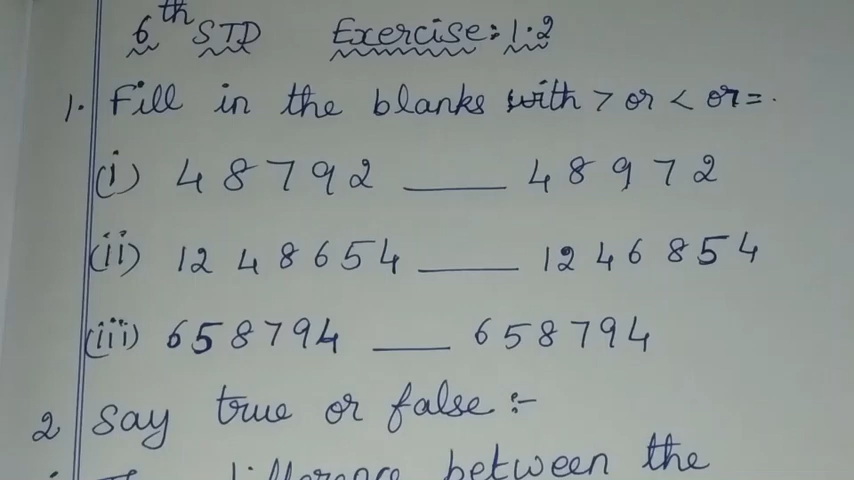 6th STD Exercise: 1.2
1. Fill in the blanks with > or < or =.
(i) 48792 ____ 48972
(ii) 1248654 ____ 1246854
(iii) 658794 ____ 658794
2 Say true or false :-
difference between the